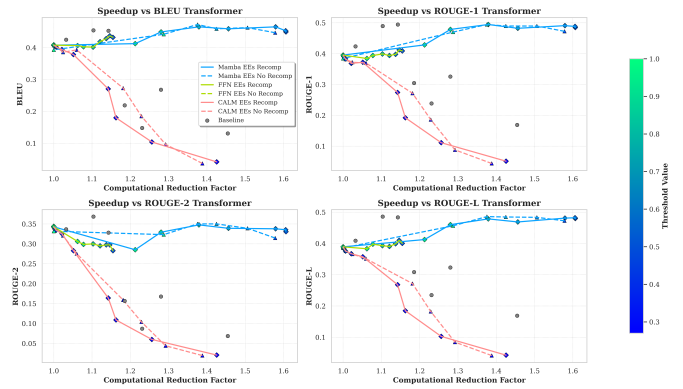 Speedup vs BLEU Transformer
BLEU
0.4
0.3
0.2
0.1
1.0 1.1 1.2 1.3 1.4 1.5 1.6
Computational Reduction Factor
Mamba EEs Recomp
Mamba EEs No Recomp
FFN EEs Recomp
FFN EEs No Recomp
CALM EEs Recomp
CALM EEs No Recomp
Baseline
Speedup vs ROUGE-1 Transformer
ROUGE-1
0.5
0.4
0.3
0.2
0.1
1.0 1.1 1.2 1.3 1.4 1.5 1.6
Computational Reduction Factor
Speedup vs ROUGE-2 Transformer
ROUGE-2
0.35
0.30
0.25
0.20
0.15
0.10
0.05
1.0 1.1 1.2 1.3 1.4 1.5 1.6
Computational Reduction Factor
Speedup vs ROUGE-L Transformer
ROUGE-L
0.5
0.4
0.3
0.2
0.1
1.0 1.1 1.2 1.3 1.4 1.5 1.6
Computational Reduction Factor
1.0
0.9
0.8
0.7
0.6
0.5
0.4
0.3
Threshold Value